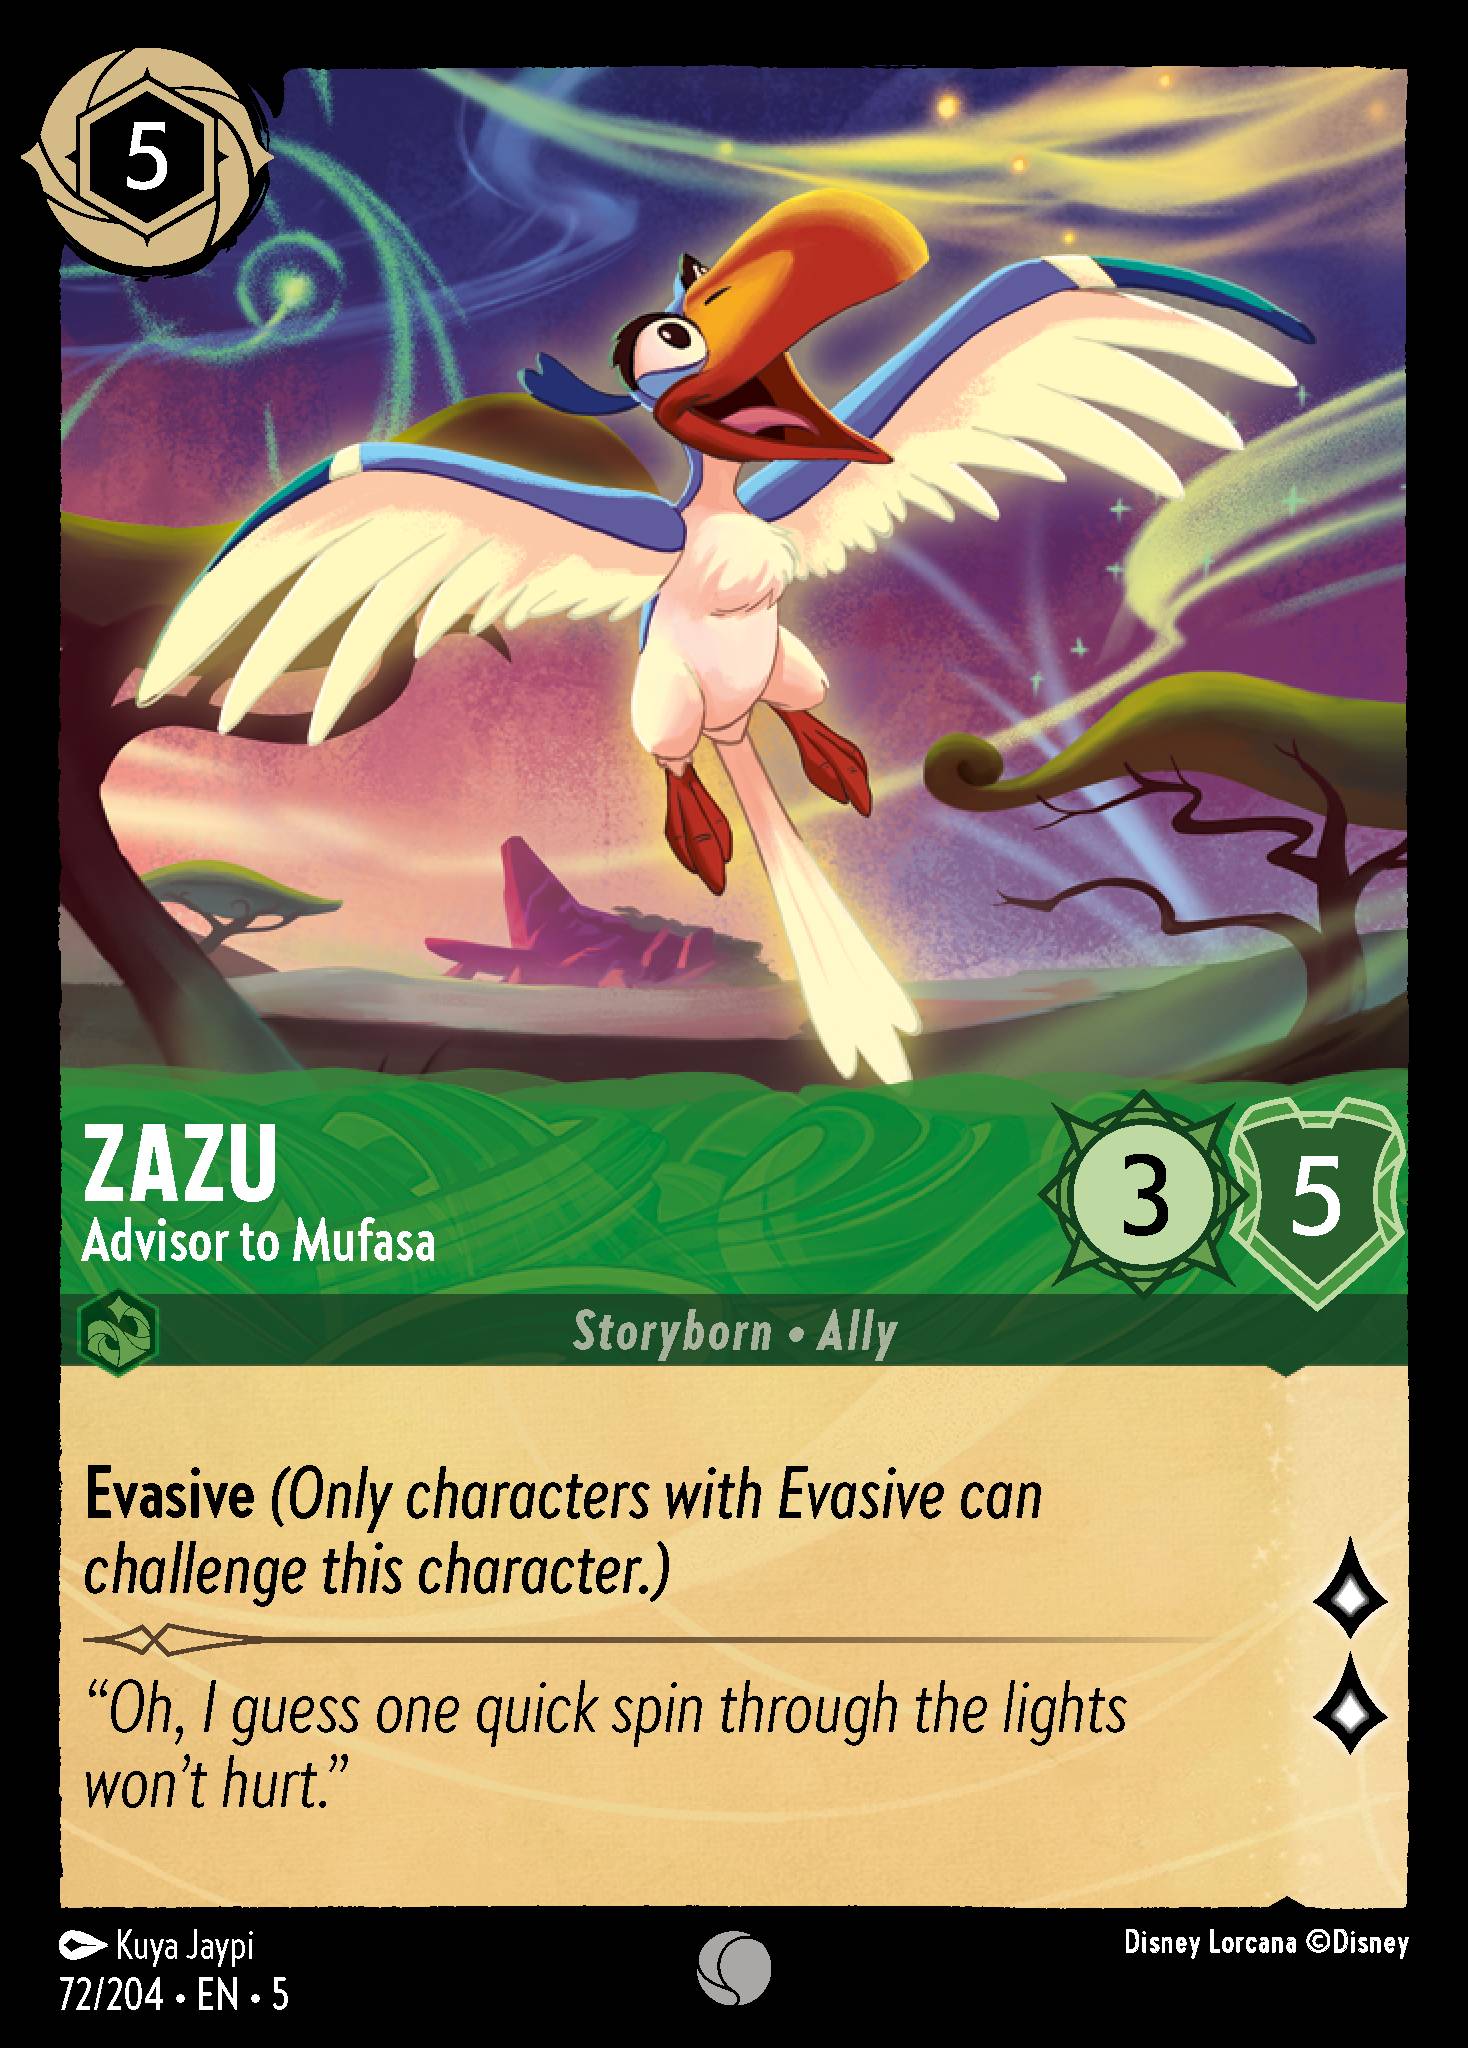 5
ZAZU
Advisor to Mufasa
3
5
Storyborn • Ally
Evasive (Only characters with Evasive can
challenge this character.)
“Oh, I guess one quick spin through the lights
won’t hurt.”
Kuya Jaypi
Disney Lorcana ©Disney
72/204 • EN • 5